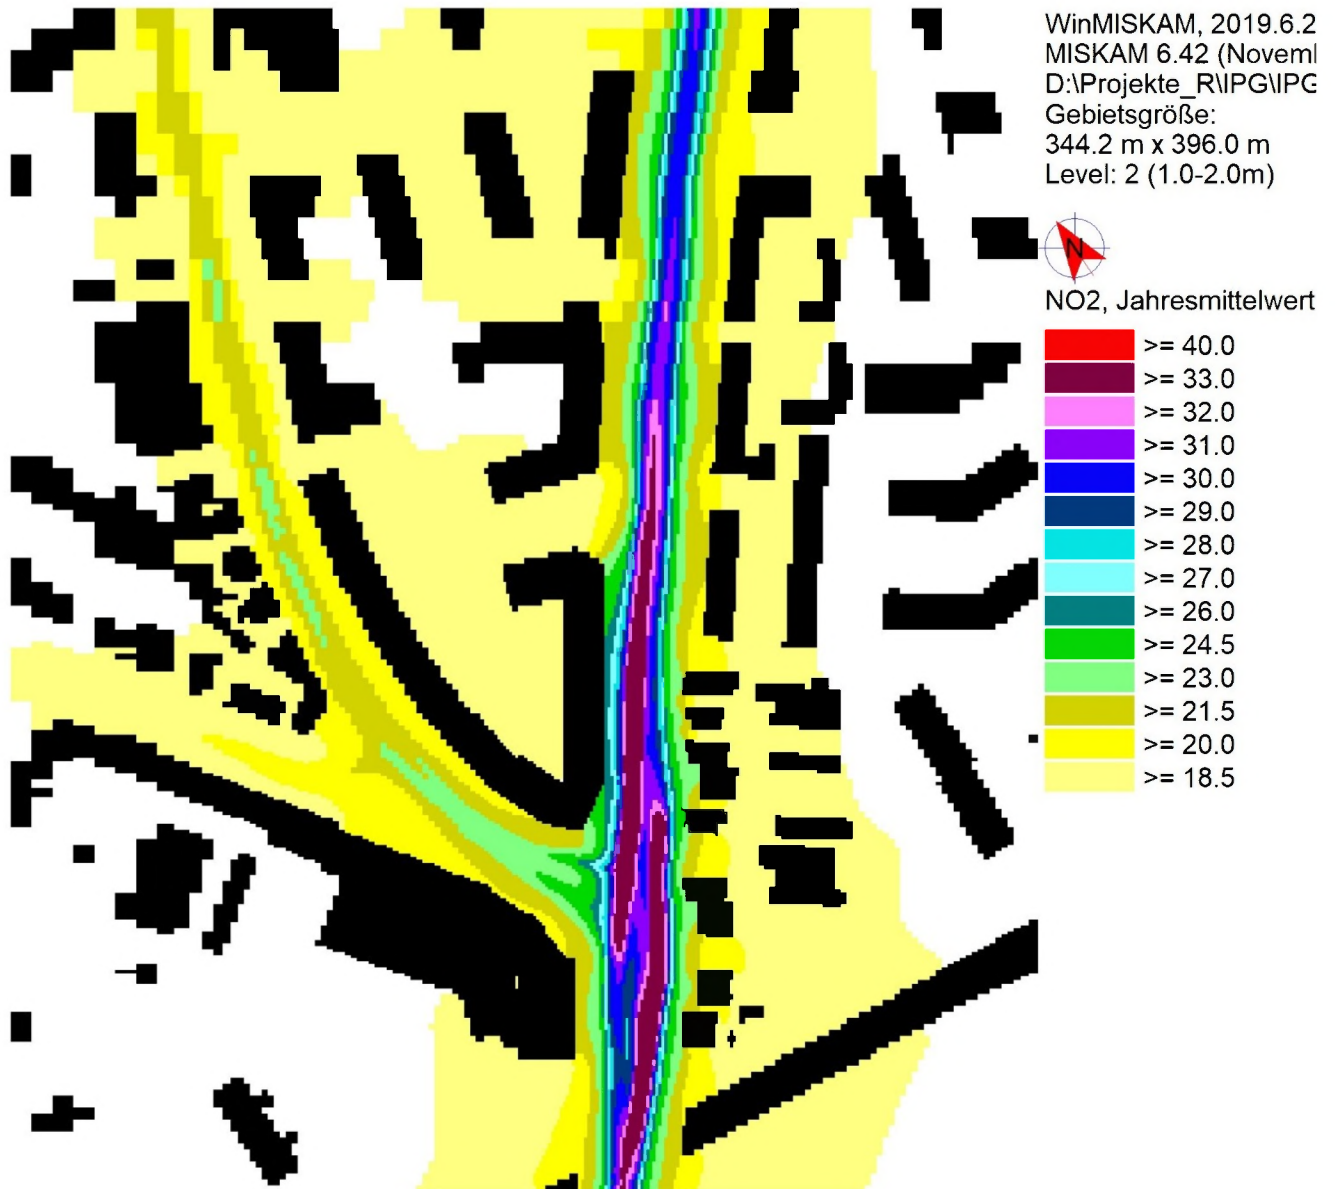 WinMISKAM, 2019.6.2
MISKAM 6.42 (Novem
D:\Projekte_R\IPG\IPG
Gebietsgröße:
344.2 m x 396.0 m
Level: 2 (1.0-2.0m)
N
NO2, Jahresmittelwert
>= 40.0
>= 33.0
>= 32.0
>= 31.0
>= 30.0
>= 29.0
>= 28.0
>= 27.0
>= 26.0
>= 24.5
>= 23.0
>= 21.5
>= 20.0
>= 18.5